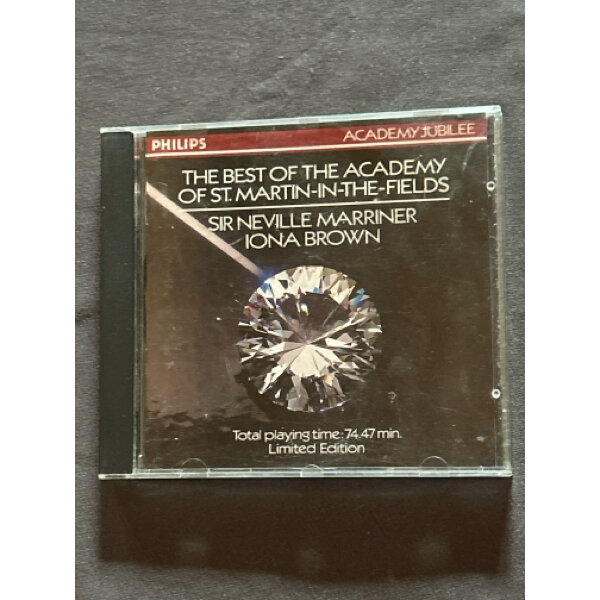 PHILIPS
ACADEMY JUBILEE
THE BEST OF THE ACADEMY
OF ST. MARTIN-IN-THE-FIELDS
SIR NEVILLE MARRINER
IONA BROWN
Total playing time: 74.47 min.
Limited Edition